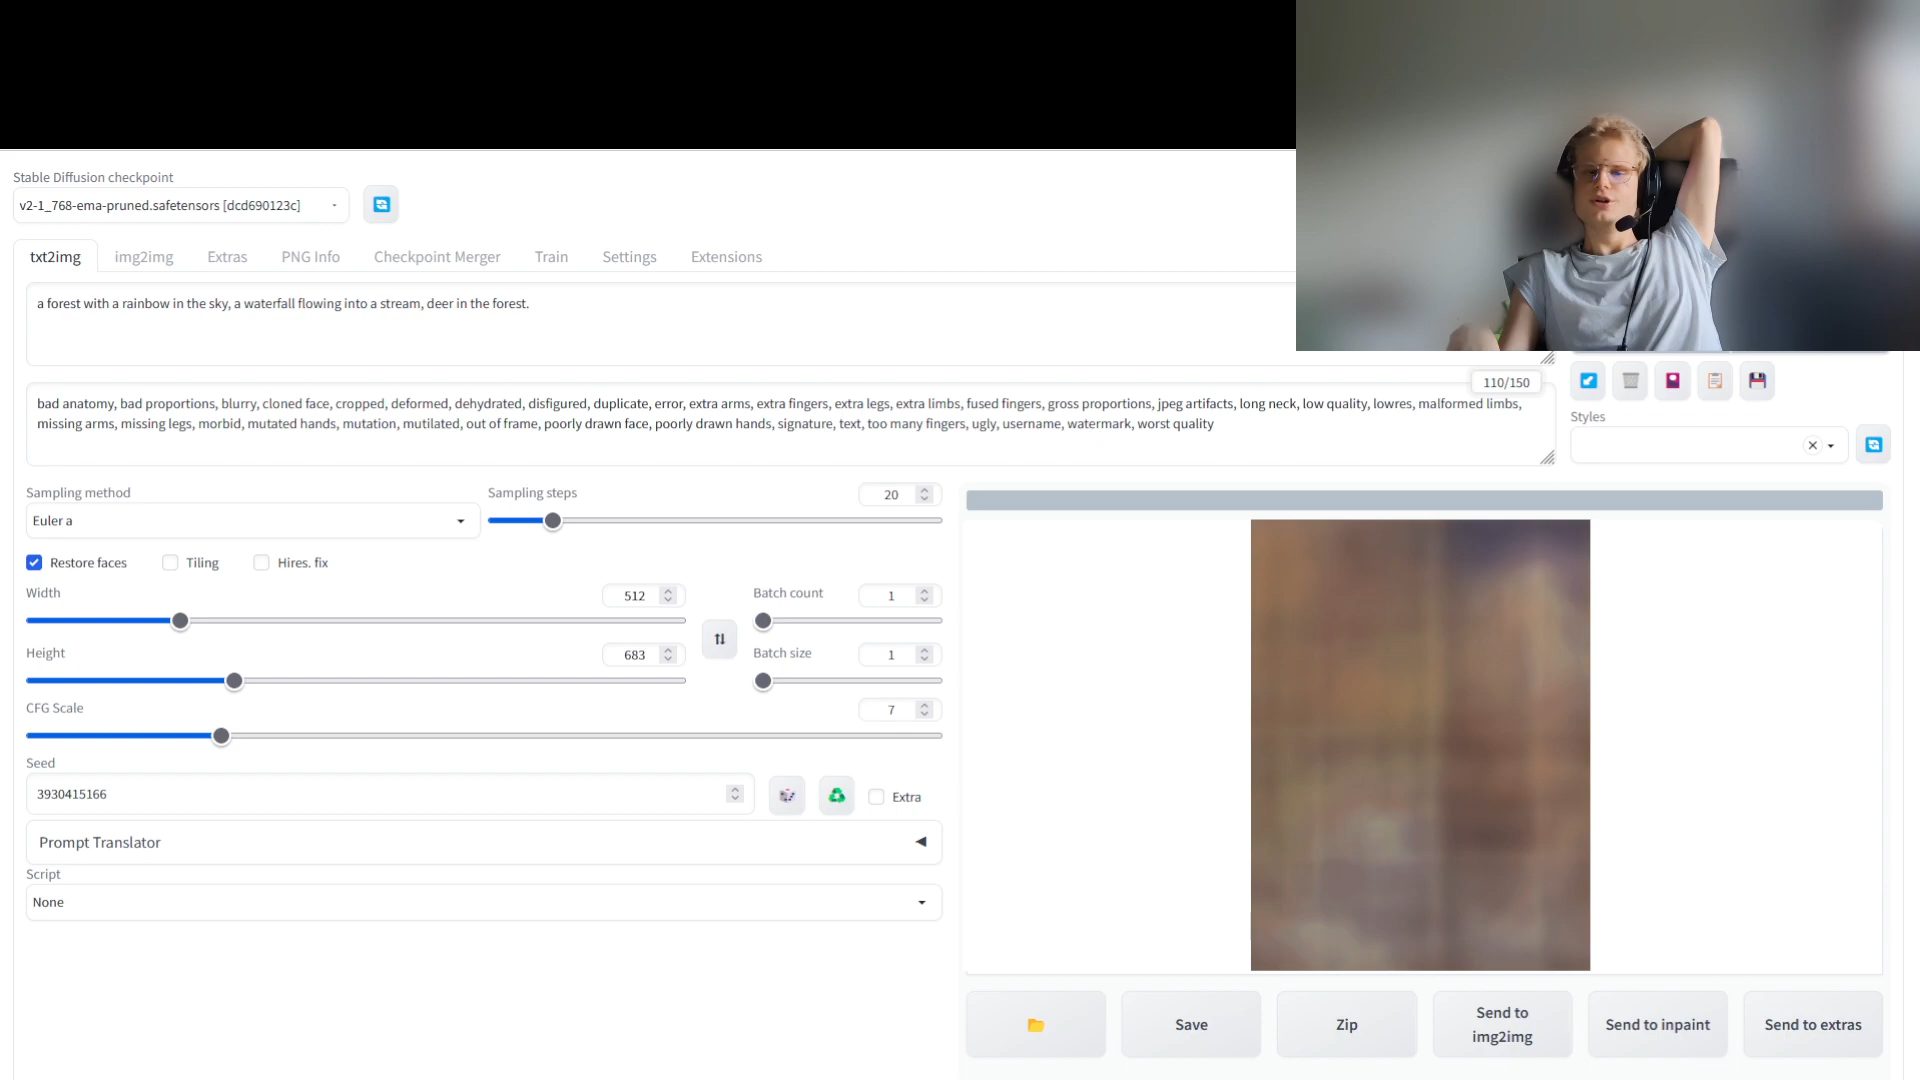 Stable Diffusion checkpoint
v2-1_768-ema-pruned.safetensors [dcd690123c]
txt2img
img2img
Extras
PNG Info
Checkpoint Merger
Train
Settings
Extensions
a forest with a rainbow in the sky, a waterfall flowing into a stream, deer in the forest.
110/150
bad anatomy, bad proportions, blurry, cloned face, cropped, deformed, dehydrated, disfigured, duplicate, error, extra arms, extra fingers, extra legs, extra limbs, fused fingers, gross proportions, jpeg artifacts, long neck, low quality, lowres, malformed limbs,
missing arms, missing legs, morbid, mutated hands, mutation, mutilated, out of frame, poorly drawn face, poorly drawn hands, signature, text, too many fingers, ugly, username, watermark, worst quality
Styles
Sampling method
Euler a
Sampling steps
20
Restore faces
Tiling
Hires. fix
Width
512
Batch count
1
Height
683
Batch size
1
CFG Scale
7
Seed
3930415166
Extra
Prompt Translator
Script
None
Save
Zip
Send to
img2img
Send to inpaint
Send to extras